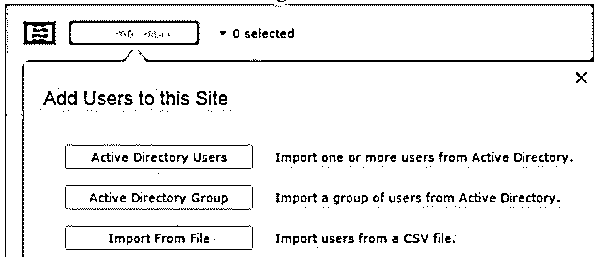 0 selected
Add Users to this Site
Active Directory Users Import one or more users from Active Directory.
Active Directory Group Import a group of users from Active Directory.
Import From File Import users from a CSV file.